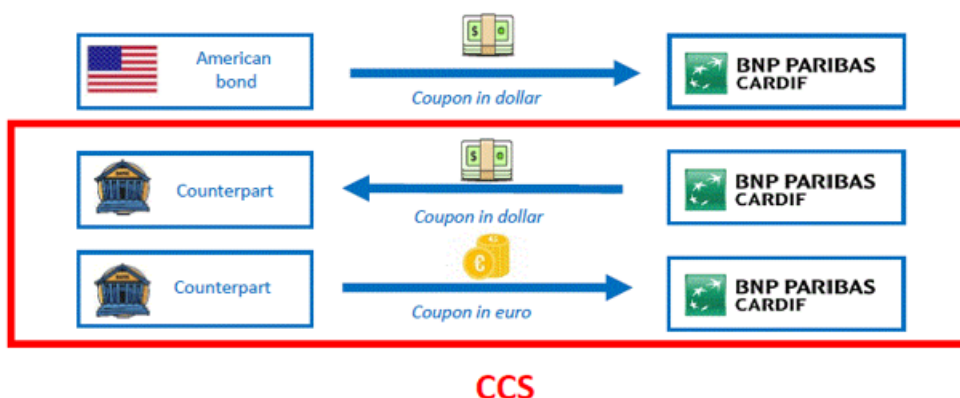 American
bond
Coupon in dollar
BNP PARIBAS
CARDIF
Counterpart
Coupon in dollar
BNP PARIBAS
CARDIF
Counterpart
Coupon in euro
BNP PARIBAS
CARDIF
CCS